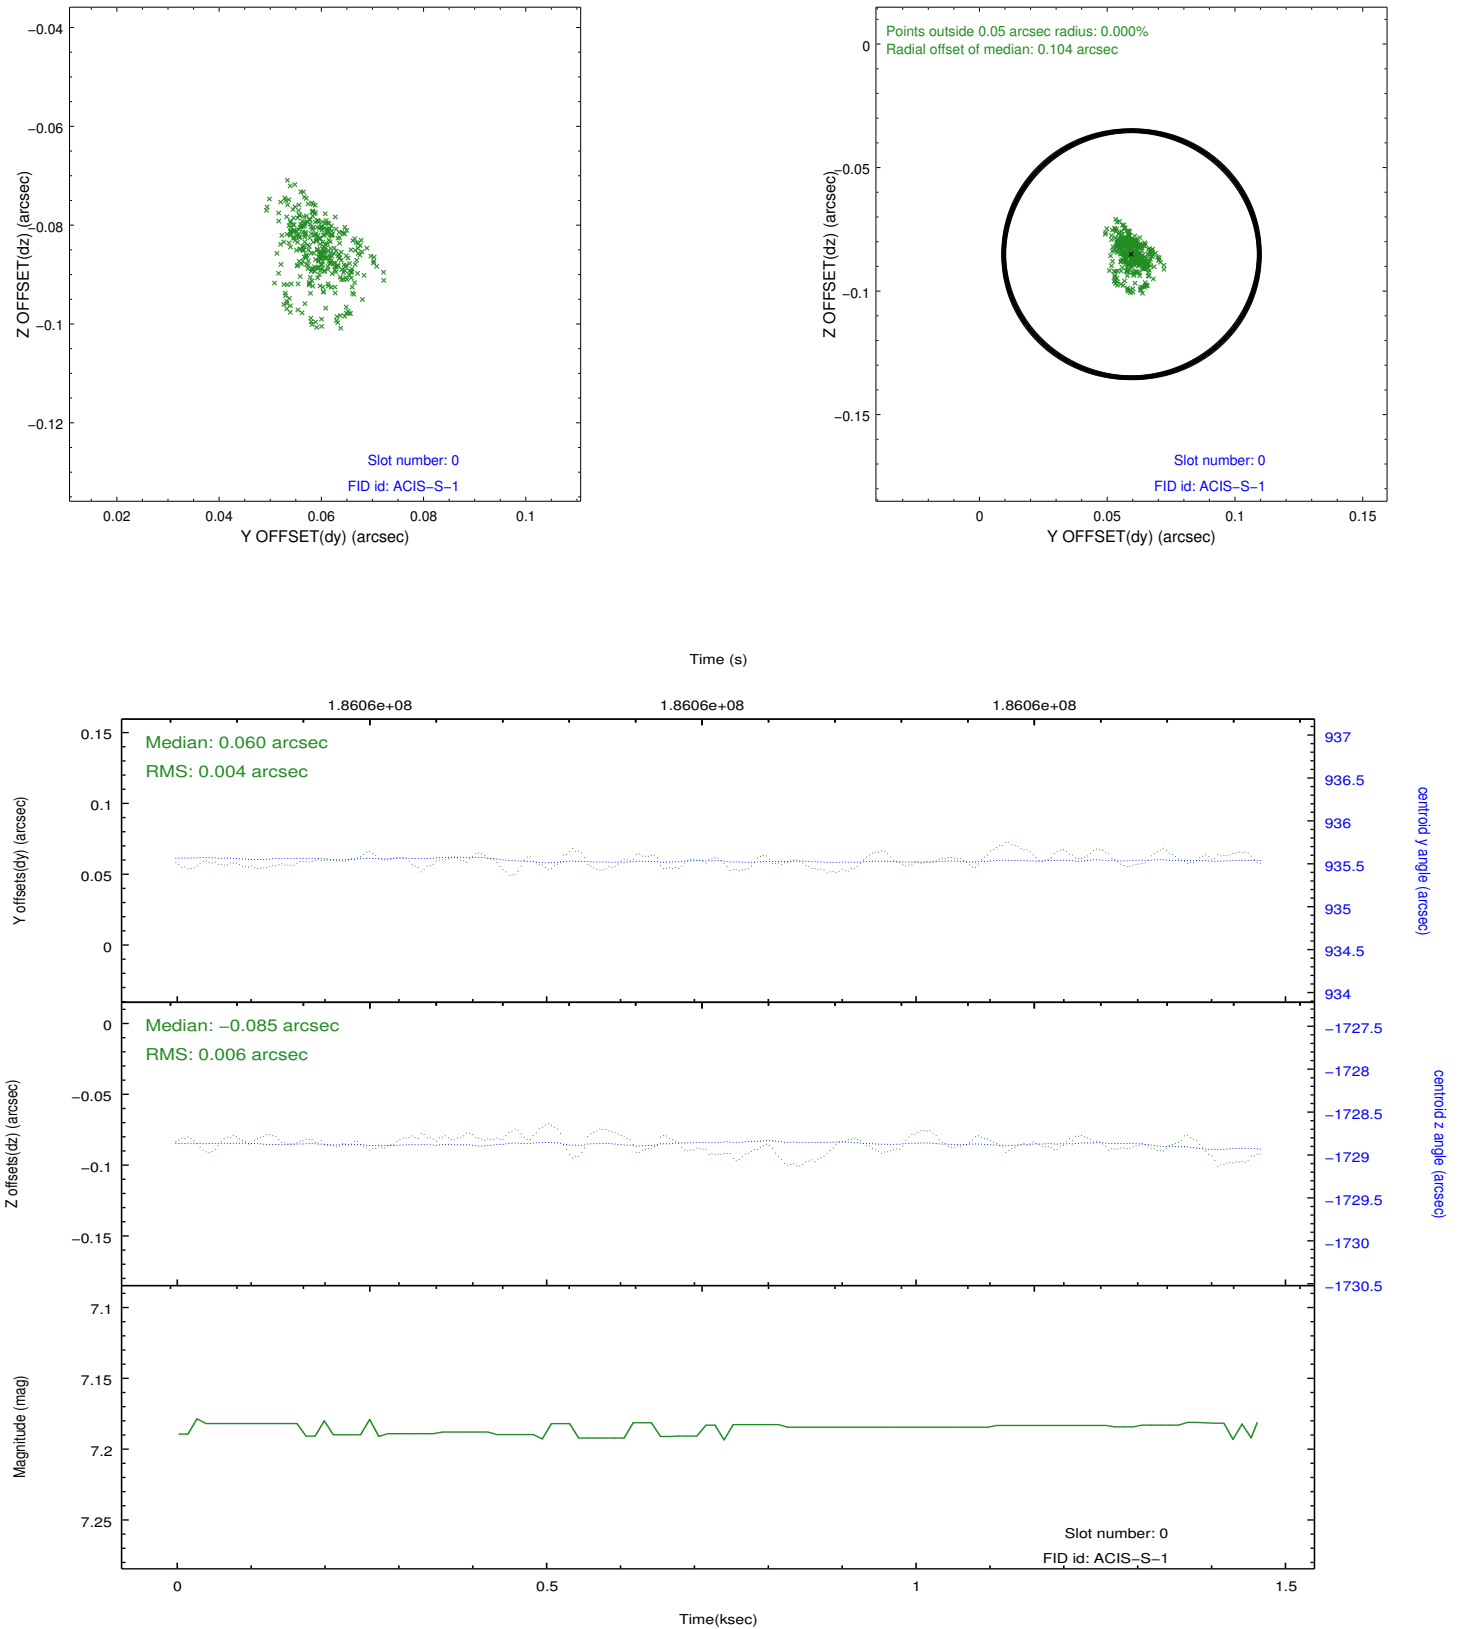 −0.04
−0.06
−0.08
−0.1
−0.12
Z OFFSET(dz) (arcsec)
Slot number: 0
FID id: ACIS−S−1
0.02 0.04 0.06 0.08 0.1
Y OFFSET(dy) (arcsec)
Points outside 0.05 arcsec radius: 0.000%
Radial offset of median: 0.104 arcsec
0
−0.05
−0.1
−0.15
Z OFFSET(dz) (arcsec)
Slot number: 0
FID id: ACIS−S−1
0 0.05 0.1 0.15
Y OFFSET(dy) (arcsec)
Time (s)
1.8606e+08 1.8606e+08 1.8606e+08
Median: 0.060 arcsec
RMS: 0.004 arcsec
0.15
0.1
0.05
0
Y offsets(dy) (arcsec)
937
936.5
936
935.5
935
934.5
934
centroid y angle (arcsec)
Median: −0.085 arcsec
RMS: 0.006 arcsec
0
−0.05
−0.1
−0.15
Z offsets(dz) (arcsec)
−1727.5
−1728
−1728.5
−1729
−1729.5
−1730
−1730.5
centroid z angle (arcsec)
7.1
7.15
7.2
7.25
Magnitude (mag)
Slot number: 0
FID id: ACIS−S−1
0 0.5 1 1.5
Time(ksec)